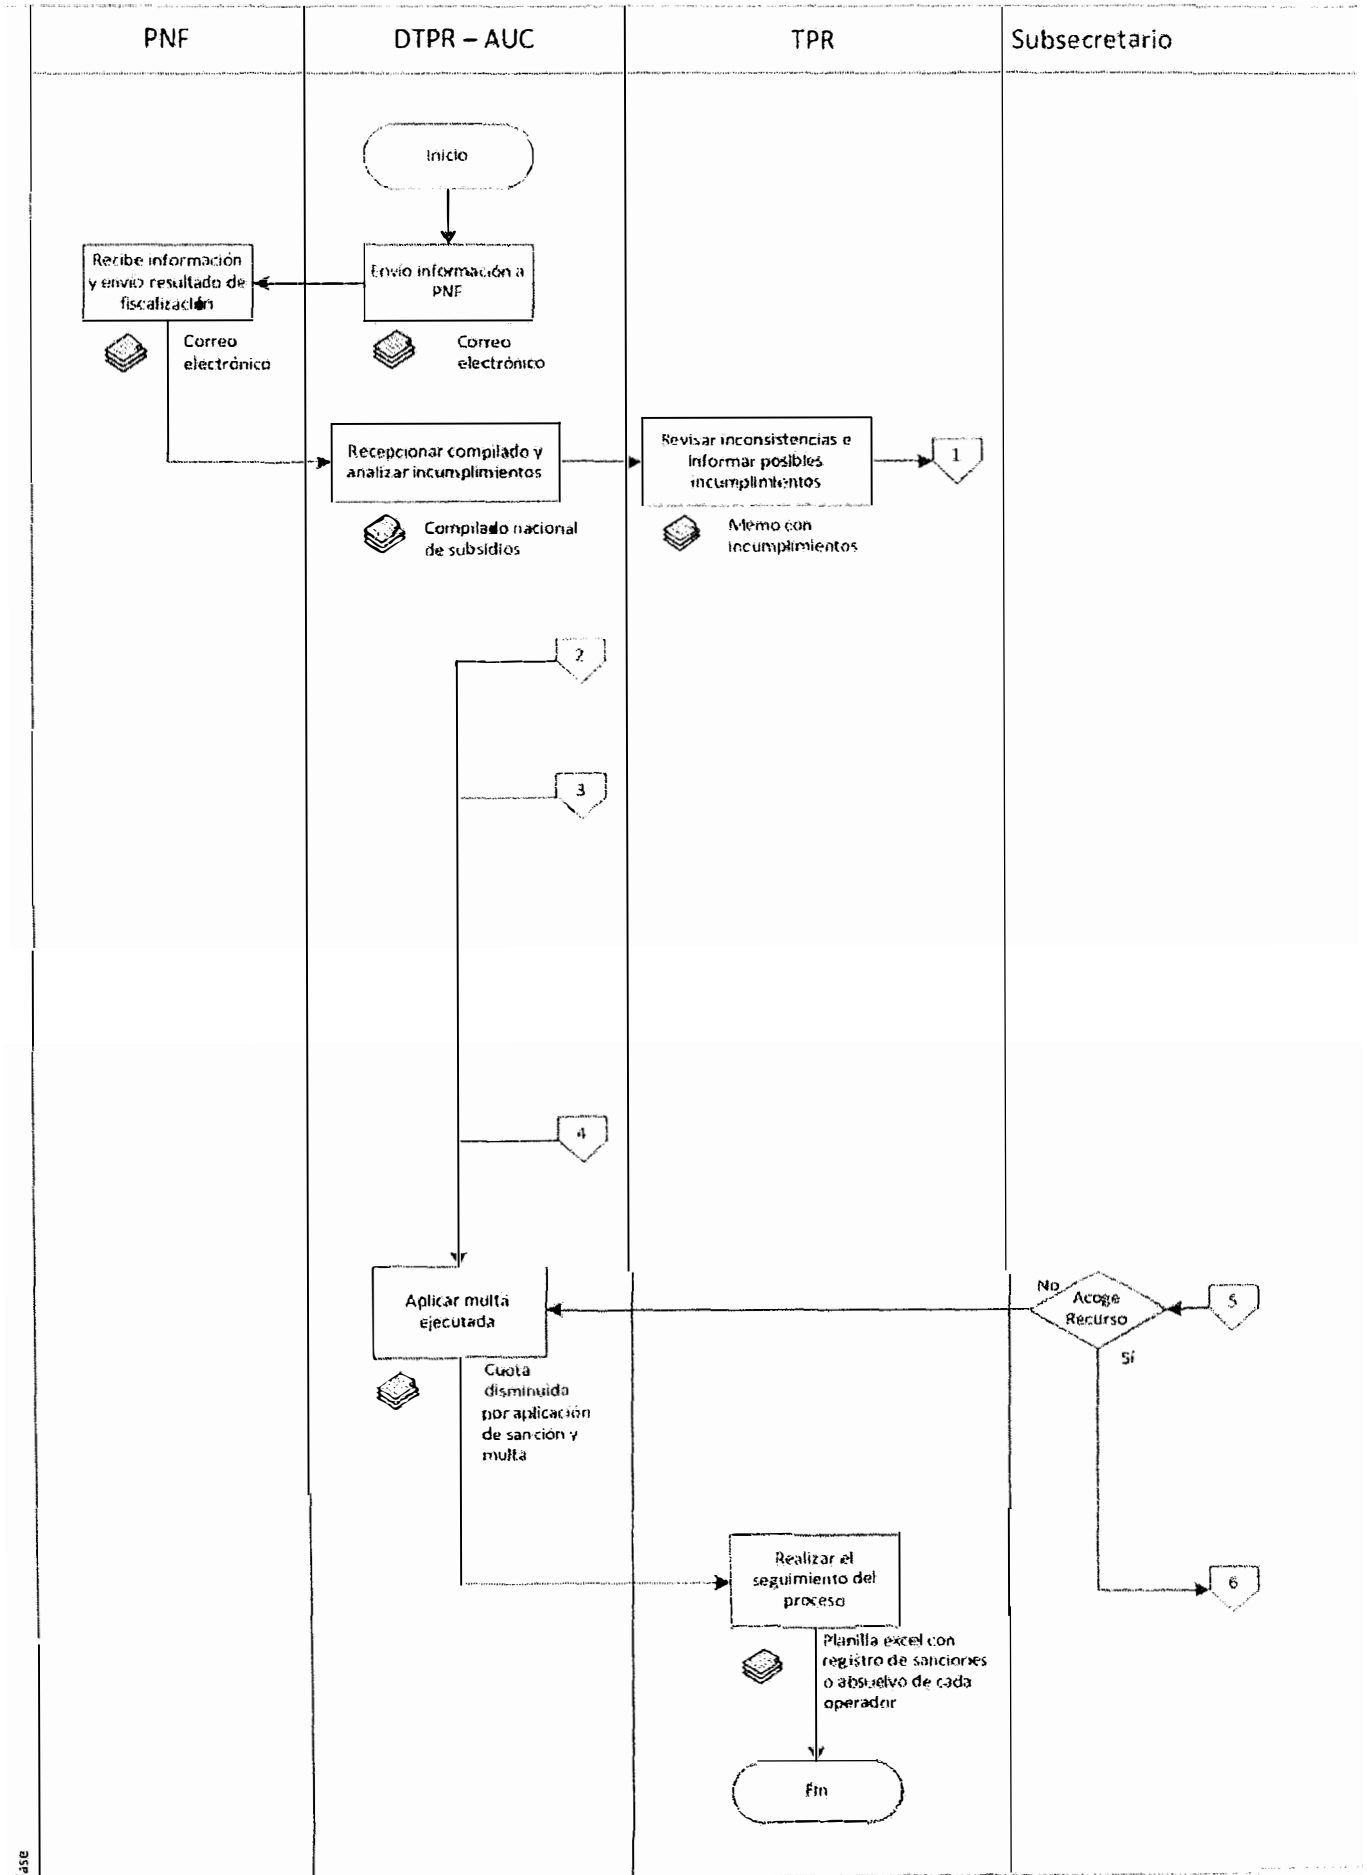 PNF
DTPR – AUC
TPR
Subsecretario
Inicio
Recibe información
y envío resultado de
fiscalización
Envío información a
PNF
Correo
electrónico
Correo
electrónico
Recepcionar compilado y
analizar incumplimientos
Revisar inconsistencias e
informar posibles
incumplimientos
1
Compilado nacional
de subsidios
Memo con
incumplimientos
2
3
4
Aplicar multa
ejecutada
No
Acoge
Recurso
5
Sí
Cuota
disminuida
por aplicación
de sanción y
multa
Realizar el
seguimiento del
proceso
6
Planilla excel con
registro de sanciones
o absuelvo de cada
operador
Fin
ase